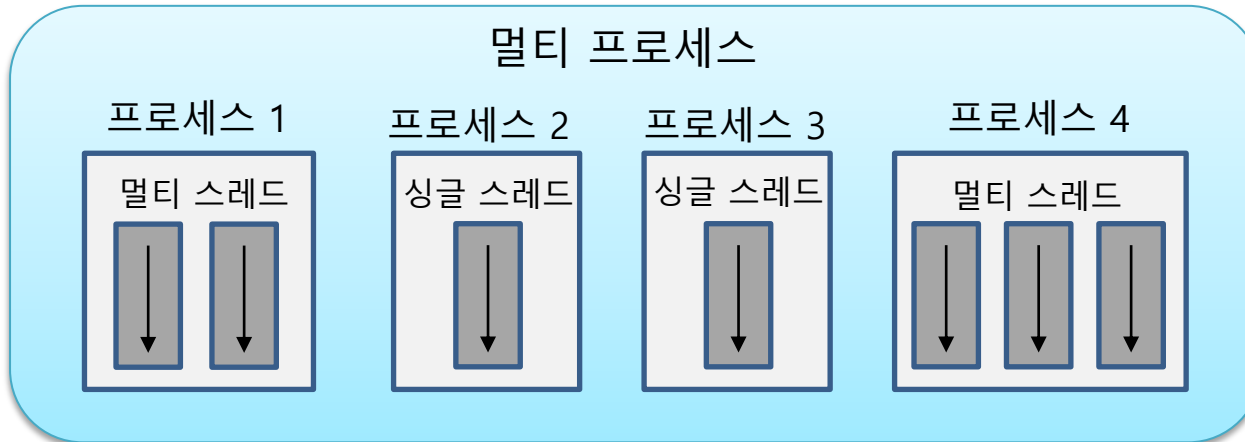 멀티 프로세스
프로세스 1
프로세스 2
프로세스 3
프로세스 4
멀티 스레드
싱글 스레드
싱글 스레드
멀티 스레드